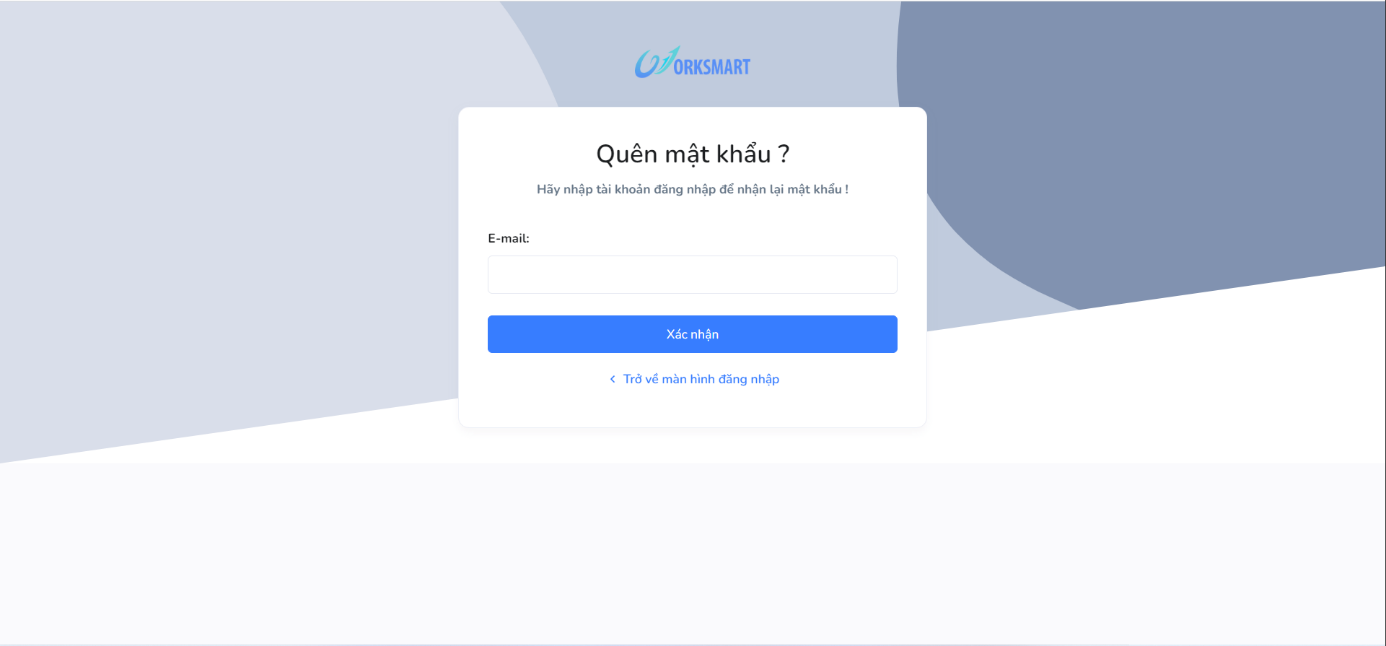 WORKSMART
Quên mật khẩu ?
Hãy nhập tài khoản đăng nhập để nhận lại mật khẩu !
E-mail:
Xác nhận
Trở về màn hình đăng nhập